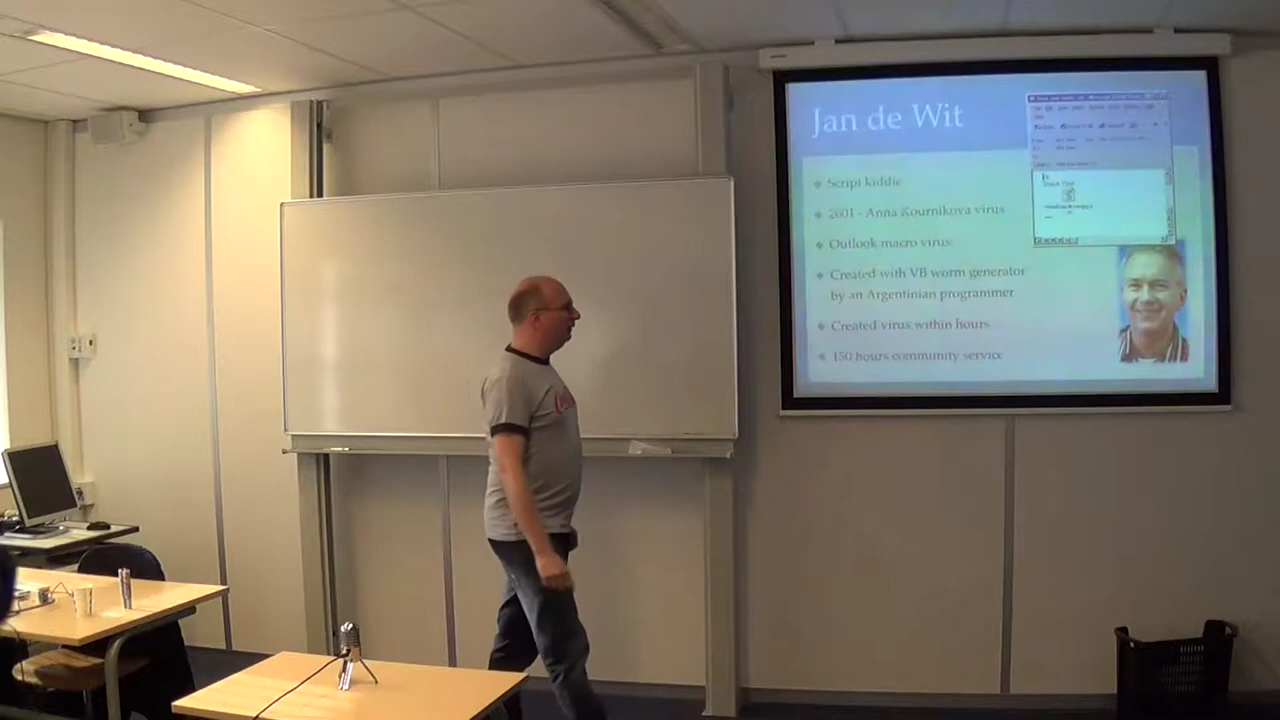 Jan de Wit
Script kiddie
2001 - Anna Kournikova virus
Outlook macro virus
Created with VB worm generator
by an Argentinian programmer
Created virus within hours
150 hours community service